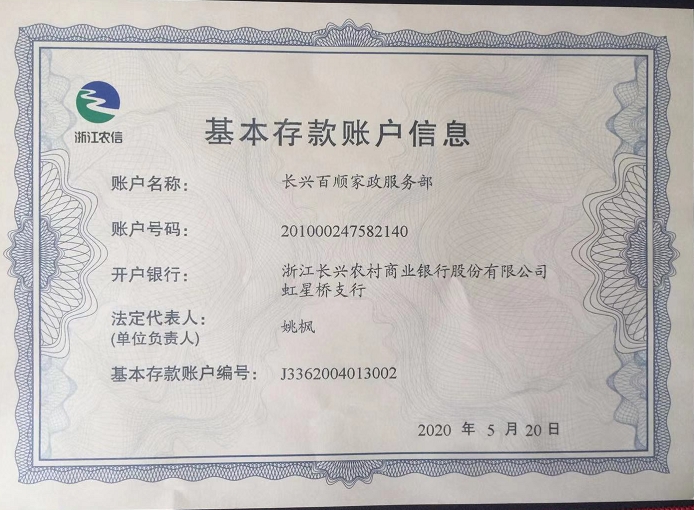 浙江农信
基本存款账户信息
账户名称： 长兴百顺家政服务部
账户号码： 201000247582140
开户银行： 浙江长兴农村商业银行股份有限公司
虹星桥支行
法定代表人： 姚枫
(单位负责人)
基本存款账户编号： J3362004013002
2020 年 5 月 20 日